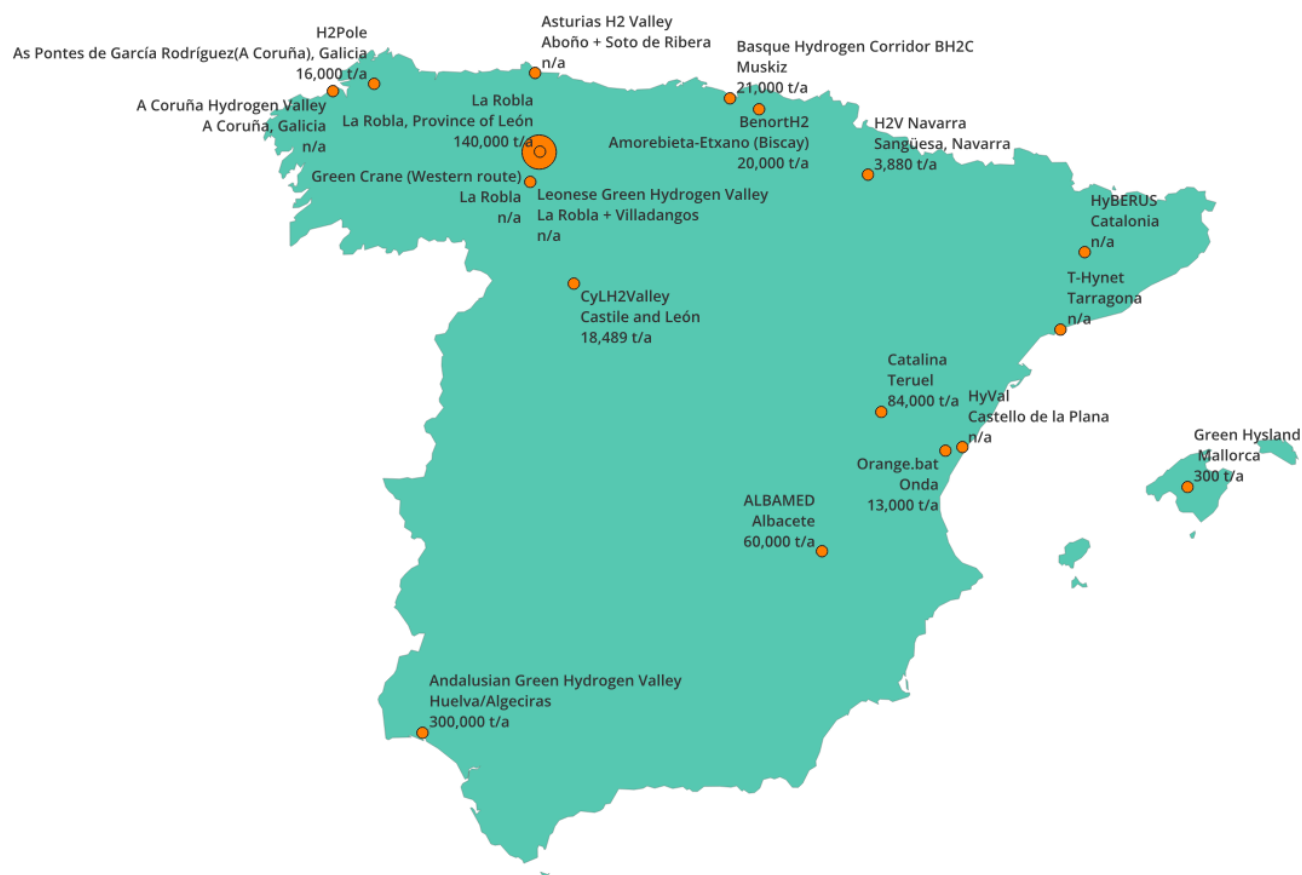 Asturias H2 Valley
Aboño + Soto de Ribera
n/a
H2Pole
As Pontes de García Rodríguez(A Coruña), Galicia
16,000 t/a
Basque Hydrogen Corridor BH2C
Muskiz
21,000 t/a
A Coruña Hydrogen Valley
A Coruña, Galicia
n/a
La Robla
La Robla, Province of León
140,000 t/a
BenortH2
Amorebieta-Etxano (Biscay)
20,000 t/a
H2V Navarra
Sangüesa, Navarra
3,880 t/a
Green Crane (Western route)
La Robla
n/a
Leonese Green Hydrogen Valley
La Robla + Villadangos
n/a
HyBERUS
Catalonia
n/a
T-Hynet
Tarragona
n/a
CyLH2Valley
Castile and León
18,489 t/a
Catalina
Teruel
84,000 t/a
HyVal
Castello de la Plana
n/a
Green Hysland
Mallorca
300 t/a
Orange.bat
Onda
13,000 t/a
ALBAMED
Albacete
60,000 t/a
Andalusian Green Hydrogen Valley
Huelva/Algeciras
300,000 t/a